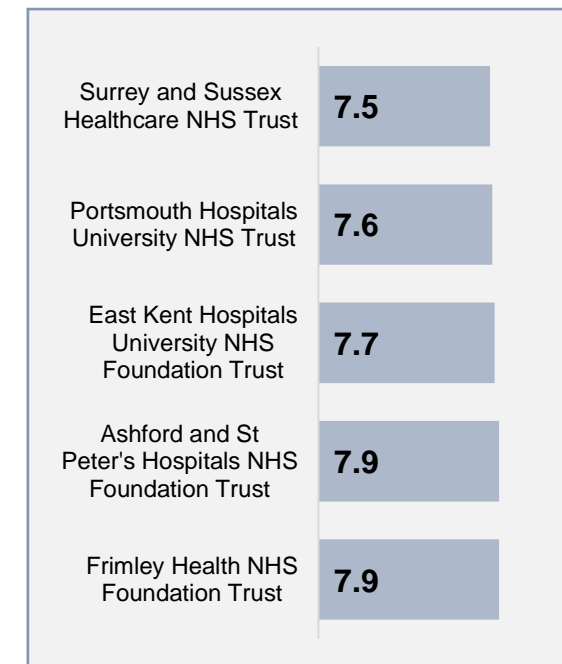 Surrey and Sussex
Healthcare NHS Trust
7.5
Portsmouth Hospitals
University NHS Trust
7.6
East Kent Hospitals
University NHS
Foundation Trust
7.7
Ashford and St
Peter's Hospitals NHS
Foundation Trust
7.9
Frimley Health NHS
Foundation Trust
7.9